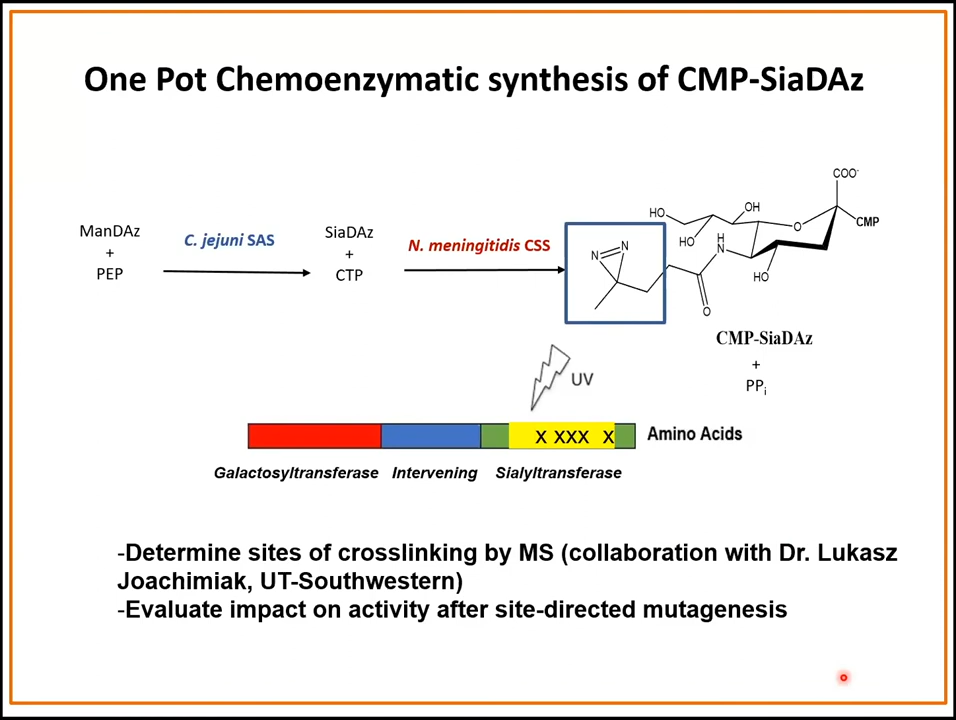 One Pot Chemoenzymatic synthesis of CMP-SiaDAz
ManDAz
+
PEP
C. jejuni SAS
SiaDAz
+
CTP
N. meningitidis CSS
N
N
HO
OH
HO
H
N
O
HO
O
COO-
CMP
CMP-SiaDAz
+
PPi
UV
X XXX X
Amino Acids
Galactosyltransferase Intervening Sialyltransferase
-Determine sites of crosslinking by MS (collaboration with Dr. Lukasz
Joachimiak, UT-Southwestern)
-Evaluate impact on activity after site-directed mutagenesis